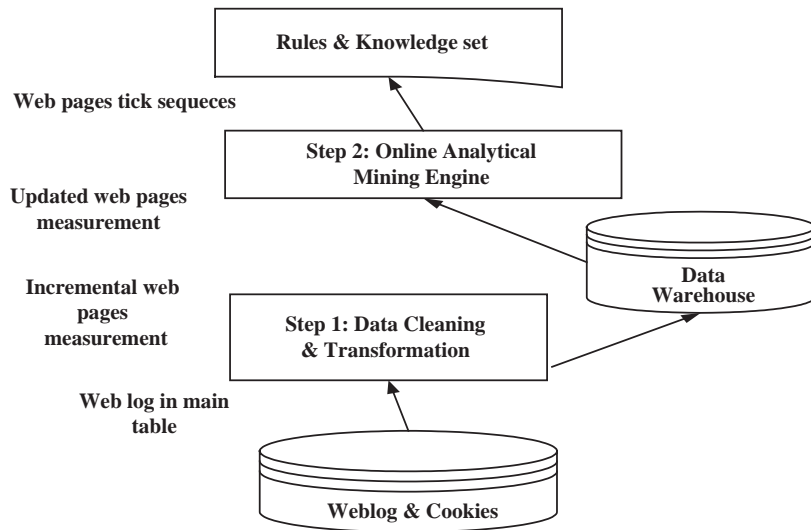 Rules & Knowledge set
Web pages tick sequeces
Step 2: Online Analytical
Mining Engine
Updated web pages
measurement
Data
Warehouse
Incremental web
pages
measurement
Step 1: Data Cleaning
& Transformation
Web log in main
table
Weblog & Cookies